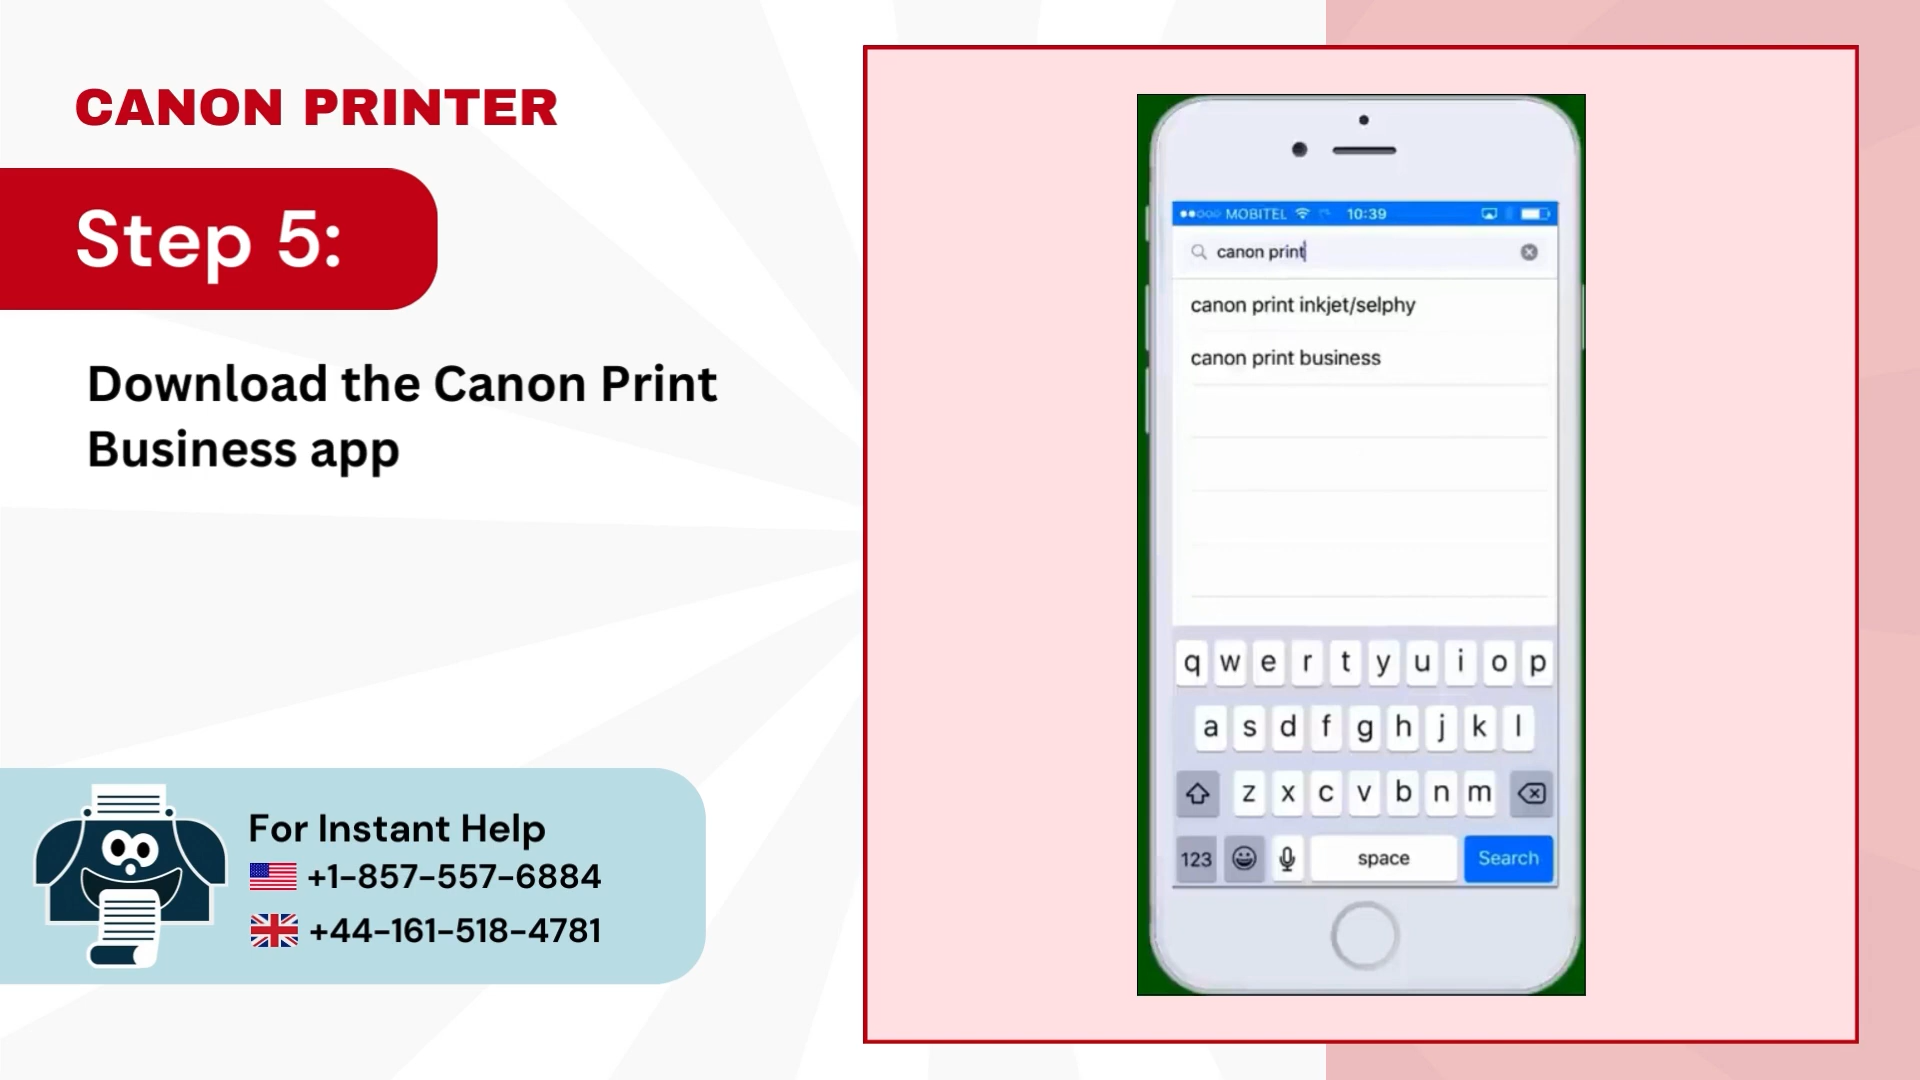 CANON PRINTER
Step 5:
Download the Canon Print
Business app
For Instant Help
+1-857-557-6884
+44-161-518-4781
MOBITEL 10:39
canon print
canon print inkjet/selphy
canon print business
q w e r t y u i o p
a s d f g h j k l
z x c v b n m
123 space Search